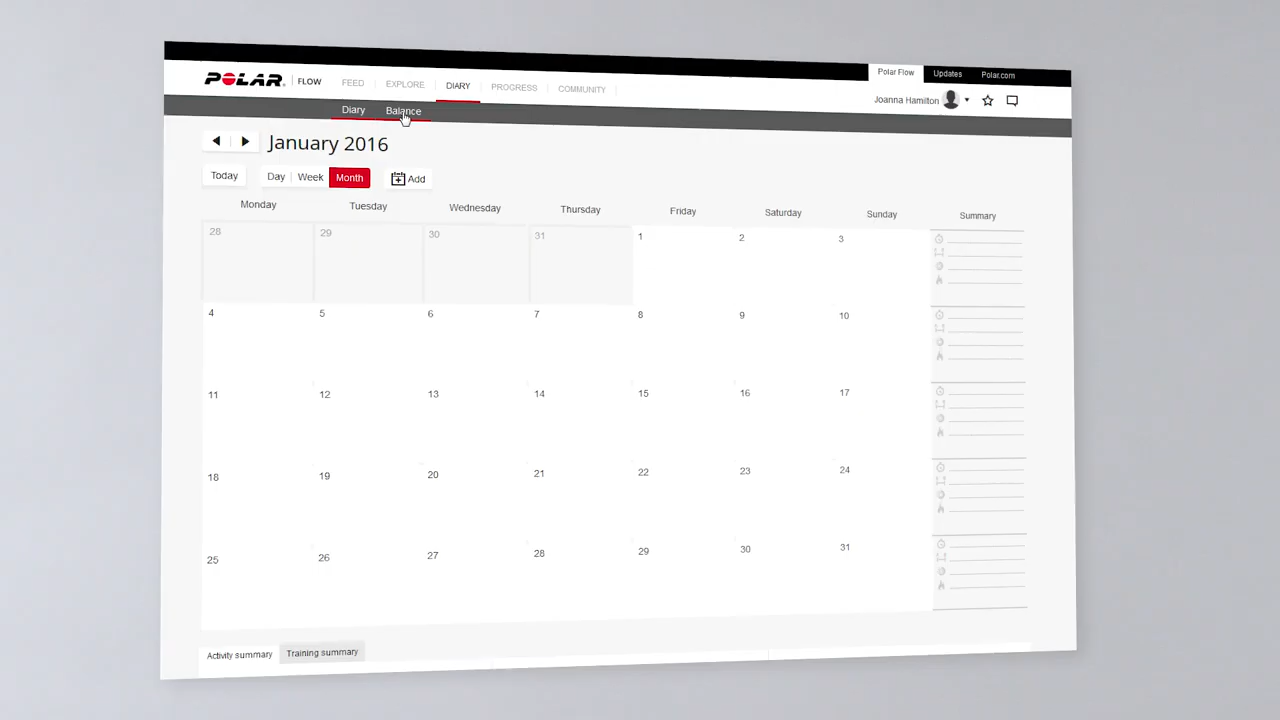 Polar Flow Updates Polar.com
POLAR. FLOW FEED EXPLORE DIARY PROGRESS COMMUNITY Joanna Hamilton
Diary Balance
January 2016
Today Day Week Month Add
Monday Tuesday Wednesday Thursday Friday Saturday Sunday Summary
28 29 30 31 1 2 3
4 5 6 7 8 9 10
11 12 13 14 15 16 17
18 19 20 21 22 23 24
25 26 27 28 29 30 31
Activity summary Training summary